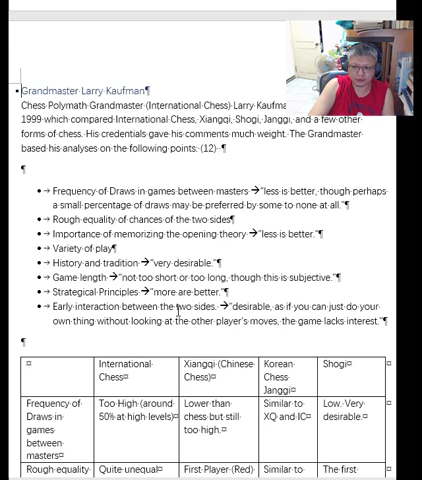 Grandmaster Larry Kaufman¶
Chess Polymath Grandmaster (International Chess) Larry Kaufma
1999 which compared International Chess, Xiangqi, Shogi, Janggi, and a few other
forms of chess. His credentials gave his comments much weight. The Grandmaster
based his analyses on the following points: (12) ¶
¶
• → Frequency of Draws in games between masters → "less is better, though perhaps
a small percentage of draws may be preferred by some to none at all."¶
• → Rough equality of chances of the two sides¶
• → Importance of memorizing the opening theory → "less is better."¶
• → Variety of play¶
• → History and tradition → "very desirable."¶
• → Game length → "not too short or too long, though this is subjective."¶
• → Strategical Principles → "more are better."¶
• → Early interaction between the two sides. → "desirable, as if you can just do your
own thing without looking at the other player's moves, the game lacks interest."¶
¶
International Chess¤
Xiangqi (Chinese Chess)¤
Korean Chess Janggi¤
Shogi¤
Frequency of Draws in games between masters¤
Too High (around 50% at high levels)¤
Lower than chess but still too high.¤
Similar to XQ and IC¤
Low. Very desirable.¤
Rough equality
Quite unequal¤
First Player (Red)
Similar to
The first